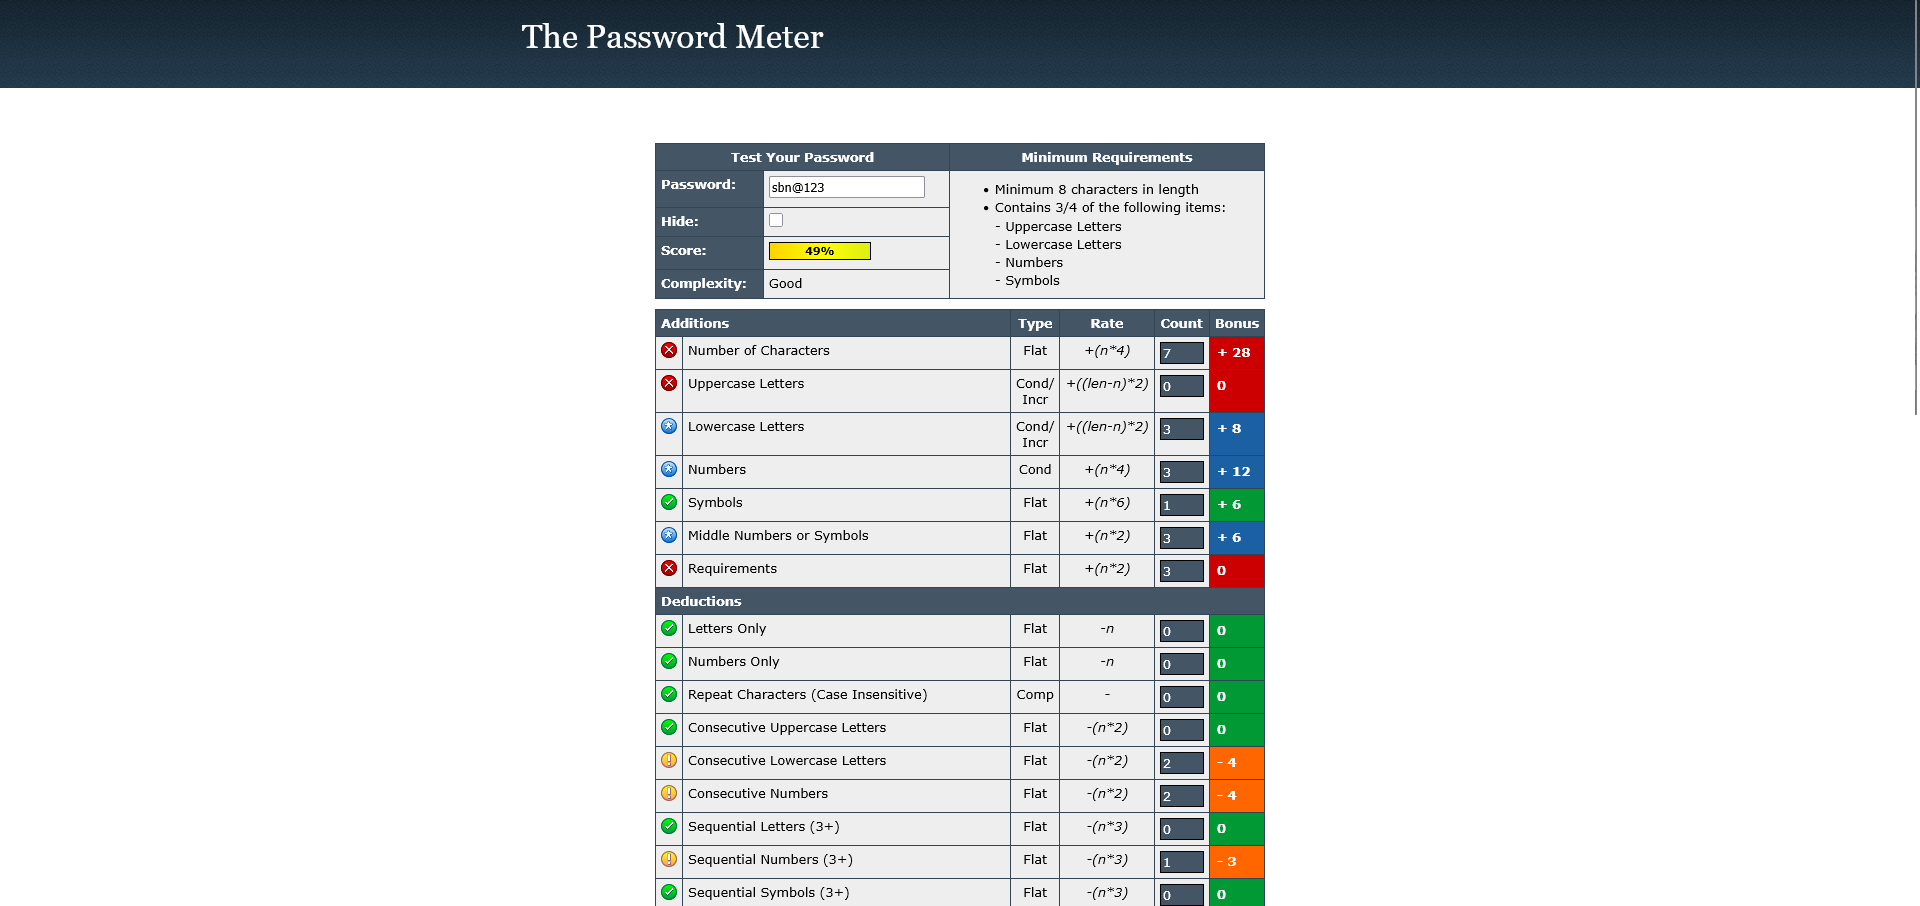 The Password Meter
Test Your Password
Minimum Requirements
Password:
sbn@123
Hide:
Score:
49%
Complexity:
Good
• Minimum 8 characters in length
• Contains 3/4 of the following items:
- Uppercase Letters
- Lowercase Letters
- Numbers
- Symbols
Additions Type Rate Count Bonus
Number of Characters Flat +(n*4) 7 + 28
Uppercase Letters Cond/ +((len-n)*2) 0 0
Incr
Lowercase Letters Cond/ +((len-n)*2) 3 + 8
Incr
Numbers Cond +(n*4) 3 + 12
Symbols Flat +(n*6) 1 + 6
Middle Numbers or Symbols Flat +(n*2) 3 + 6
Requirements Flat +(n*2) 3 0
Deductions
Letters Only Flat -n 0 0
Numbers Only Flat -n 0 0
Repeat Characters (Case Insensitive) Comp - 0 0
Consecutive Uppercase Letters Flat -(n*2) 0 0
Consecutive Lowercase Letters Flat -(n*2) 2 - 4
Consecutive Numbers Flat -(n*2) 2 - 4
Sequential Letters (3+) Flat -(n*3) 0 0
Sequential Numbers (3+) Flat -(n*3) 1 - 3
Sequential Symbols (3+) Flat -(n*3) 0 0